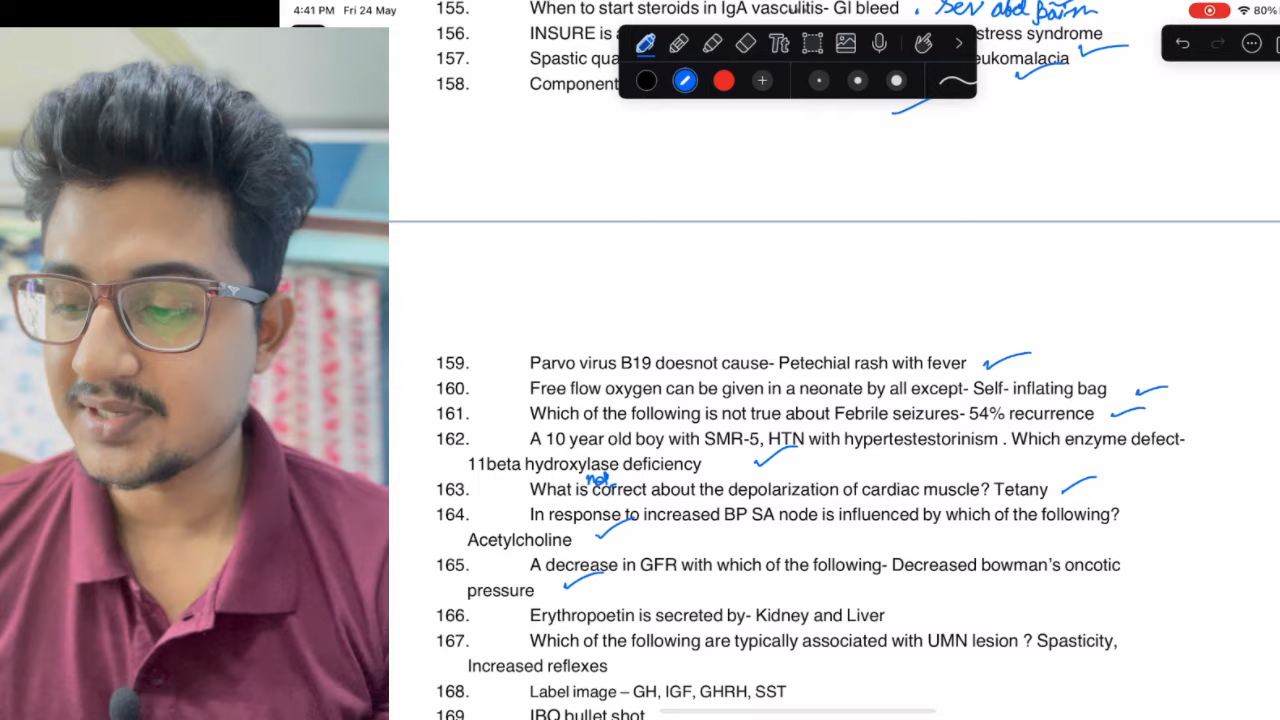 4:41 PM Fri 24 May
80%
155. When to start steroids in IgA vasculitis- GI bleed . sev abd pain
156. INSURE is a stress syndrome
157. Spastic qua eukomalacia
158. Component
Tt
159. Parvo virus B19 doesnot cause- Petechial rash with fever
160. Free flow oxygen can be given in a neonate by all except- Self- inflating bag
161. Which of the following is not true about Febrile seizures- 54% recurrence
162. A 10 year old boy with SMR-5, HTN with hypertestestorinism . Which enzyme defect-
11beta hydroxylase deficiency
not
163. What is correct about the depolarization of cardiac muscle? Tetany
164. In response to increased BP SA node is influenced by which of the following?
Acetylcholine
165. A decrease in GFR with which of the following- Decreased bowman's oncotic
pressure
166. Erythropoetin is secreted by- Kidney and Liver
167. Which of the following are typically associated with UMN lesion ? Spasticity,
Increased reflexes
168. Label image – GH, IGF, GHRH, SST
169. IBQ bullet shot